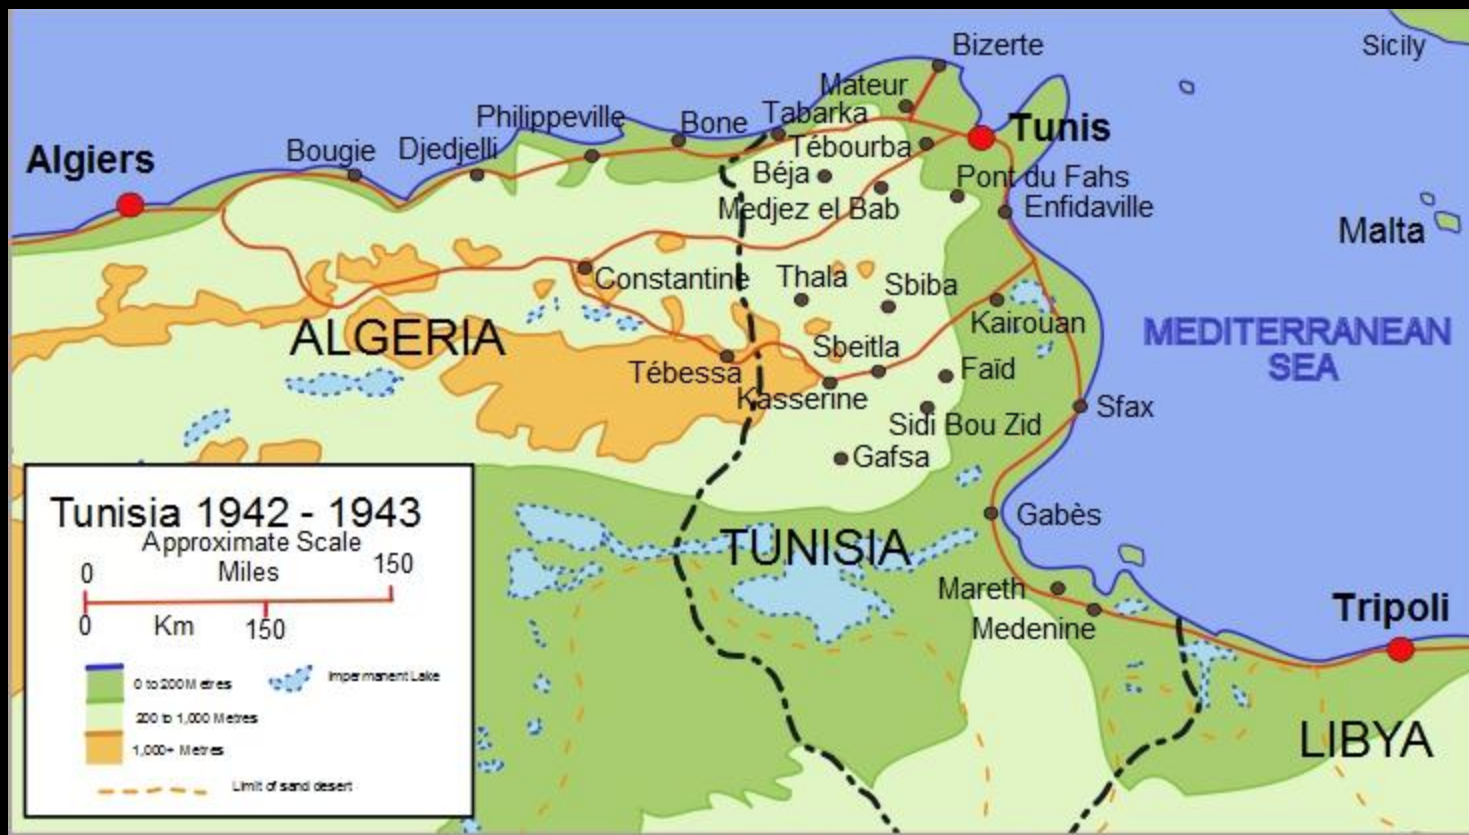 Bizerte
Sicily
Mateur
Philippeville
Bone
Tabarka
Tunis
Algiers
Bougie
Djedjelli
Tébourba
Béja
Pont du Fahs
Medjez el Bab
Enfidaville
Malta
Constantine
Thala
Sbiba
ALGERIA
Kairouan
MEDITERRANEAN
SEA
Sbeitla
Tébessa
Faïd
Kasserine
Sfax
Sidi Bou Zid
Gafsa
Gabès
TUNISIA
Mareth
Medenine
Tripoli
LIBYA
Tunisia 1942 - 1943
Approximate Scale
0 Miles 150
0 Km 150
0 to 200 Metres
Impermanent Lake
200 to 1,000 Metres
1,000+ Metres
Limit of sand desert